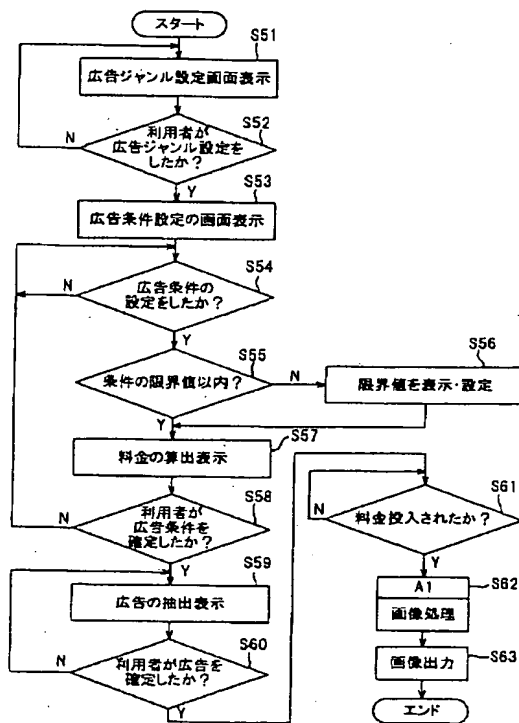 スタート
S51
広告ジャンル設定画面表示
S52
利用者が
広告ジャンル設定を
したか？
N
Y
S53
広告条件設定の画面表示
S54
広告条件の
設定をしたか？
N
Y
S55
条件の限界値以内？
N
Y
S56
限界値を表示・設定
S57
料金の算出表示
S58
利用者が
広告条件を
確定したか？
N
Y
S59
広告の抽出表示
S60
利用者が広告を
確定したか？
N
Y
S61
料金投入されたか？
N
Y
S62
A1
画像処理
画像出力
S63
エンド